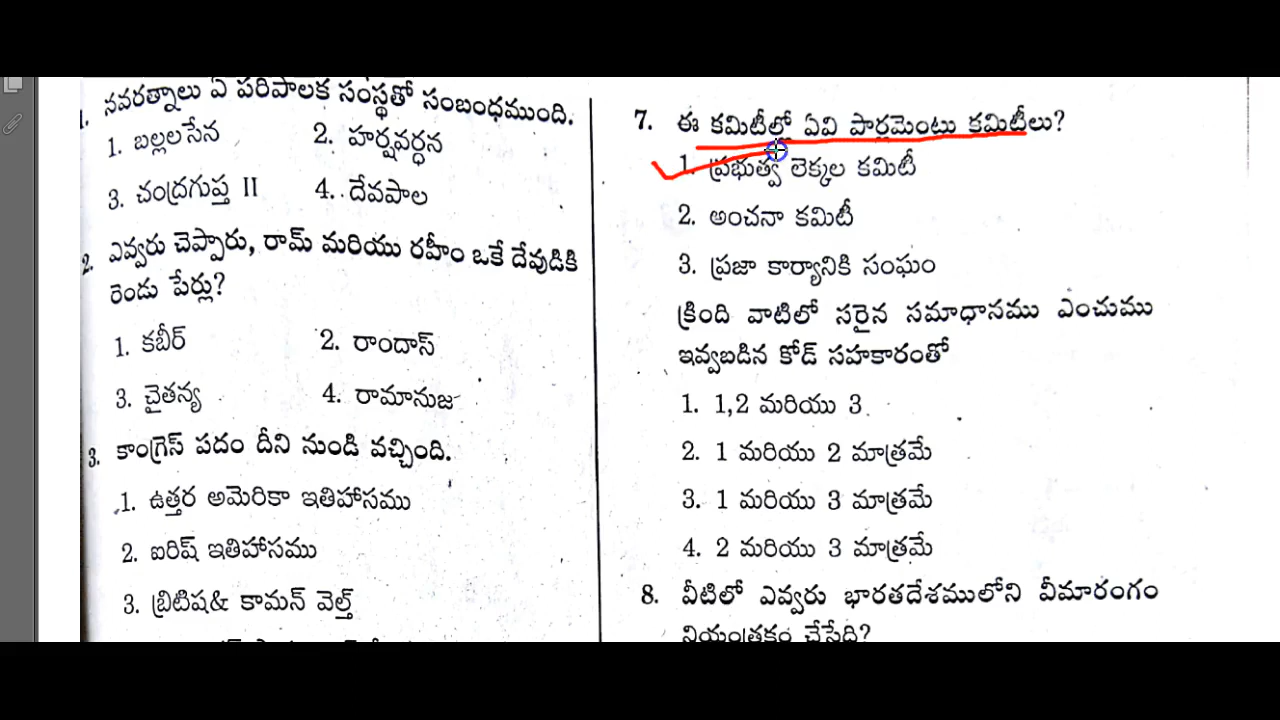 1. నవరత్నాలు ఏ పరిపాలక సంస్థతో సంబంధముంది.
1. బల్లలసేన 2. హర్షవర్ధన
3. చంద్రగుప్త II 4. దేవపాల
2. ఎవ్వరు చెప్పారు, రామ్ మరియు రహీం ఒకే దేవుడికి
రెండు పేర్లు?
1. కబీర్ 2. రాందాస్
3. చైతన్య 4. రామానుజ
3. కాంగ్రెస్ పదం దీని నుండి వచ్చింది.
1. ఉత్తర అమెరికా ఇతిహాసము
2. ఐరిష్ ఇతిహాసము
3. బ్రిటిష& కామన్ వెల్త్
7. ఈ కమిటీల్లో ఏవి పార్లమెంటు కమిటీలు?
1. ప్రభుత్వ లెక్కల కమిటీ
2. అంచనా కమిటీ
3. ప్రజా కార్యానికి సంఘం
క్రింది వాటిలో సరైన సమాధానము ఎంచుము
ఇవ్వబడిన కోడ్ సహకారంతో
1. 1,2 మరియు 3
2. 1 మరియు 2 మాత్రమే
3. 1 మరియు 3 మాత్రమే
4. 2 మరియు 3 మాత్రమే
8. వీటిలో ఎవ్వరు భారతదేశములోని వీమారంగం
నియంత్రకం చేసేది?